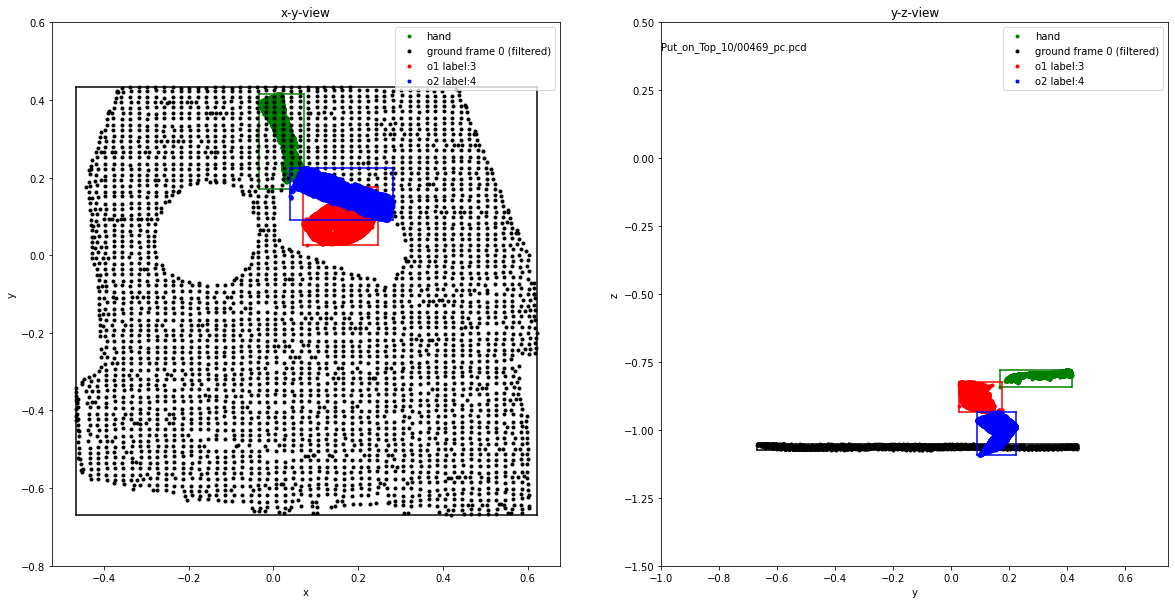 x-y-view
hand
ground frame 0 (filtered)
o1 label:3
o2 label:4
0.6
0.4
0.2
0.0
−0.2
−0.4
−0.6
−0.8
y
−0.4
−0.2
0.0
0.2
0.4
0.6
x
y-z-view
Put_on_Top_10/00469_pc.pcd
hand
ground frame 0 (filtered)
o1 label:3
o2 label:4
0.50
0.25
0.00
−0.25
−0.50
−0.75
−1.00
−1.25
−1.50
z
−1.0
−0.8
−0.6
−0.4
−0.2
0.0
0.2
0.4
0.6
y